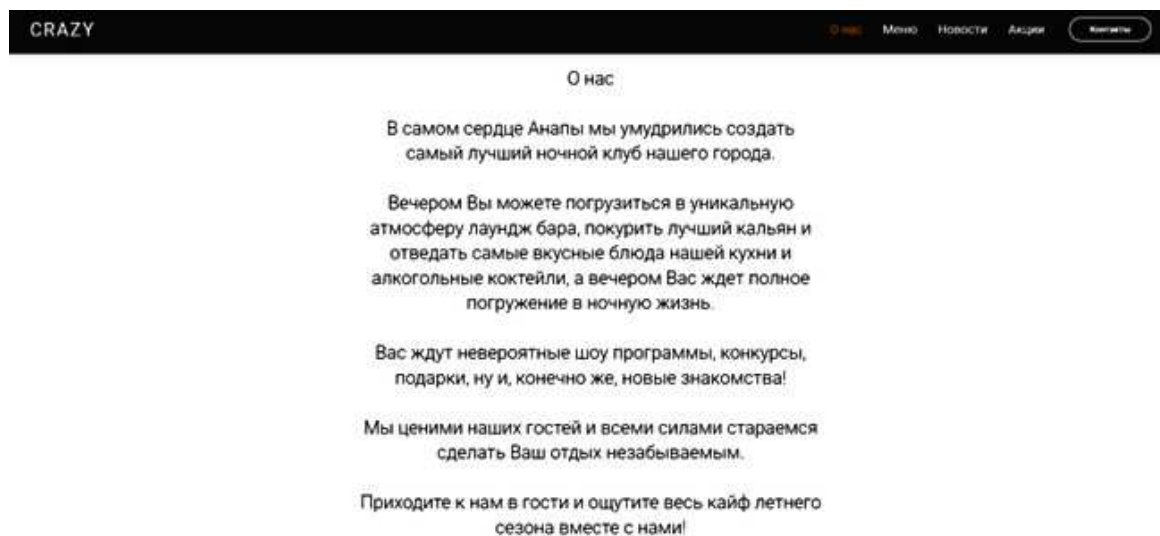 CRAZY
О нас Меню Новости Акции Контакты
О нас
В самом сердце Анапы мы умудрились создать
самый лучший ночной клуб нашего города.
Вечером Вы можете погрузиться в уникальную
атмосферу лаундж бара, покурить лучший кальян и
отведать самые вкусные блюда нашей кухни и
алкогольные коктейли, а вечером Вас ждет полное
погружение в ночную жизнь.
Вас ждут невероятные шоу программы, конкурсы,
подарки, ну и, конечно же, новые знакомства!
Мы ценими наших гостей и всеми силами стараемся
сделать Ваш отдых незабываемым.
Приходите к нам в гости и ощутите весь кайф летнего
сезона вместе с нами!